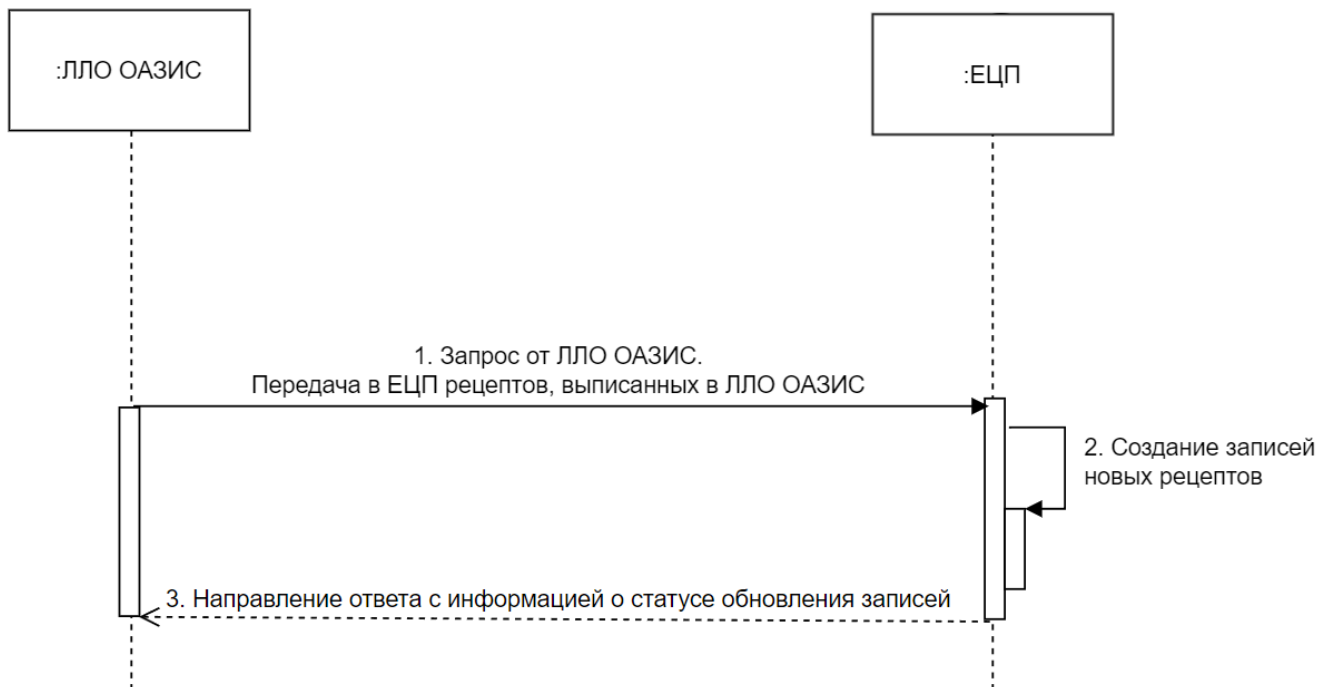 :ЛЛО ОАЗИС
:ЕЦП
1. Запрос от ЛЛО ОАЗИС.
Передача в ЕЦП рецептов, выписанных в ЛЛО ОАЗИС
2. Создание записей
новых рецептов
3. Направление ответа с информацией о статусе обновления записей